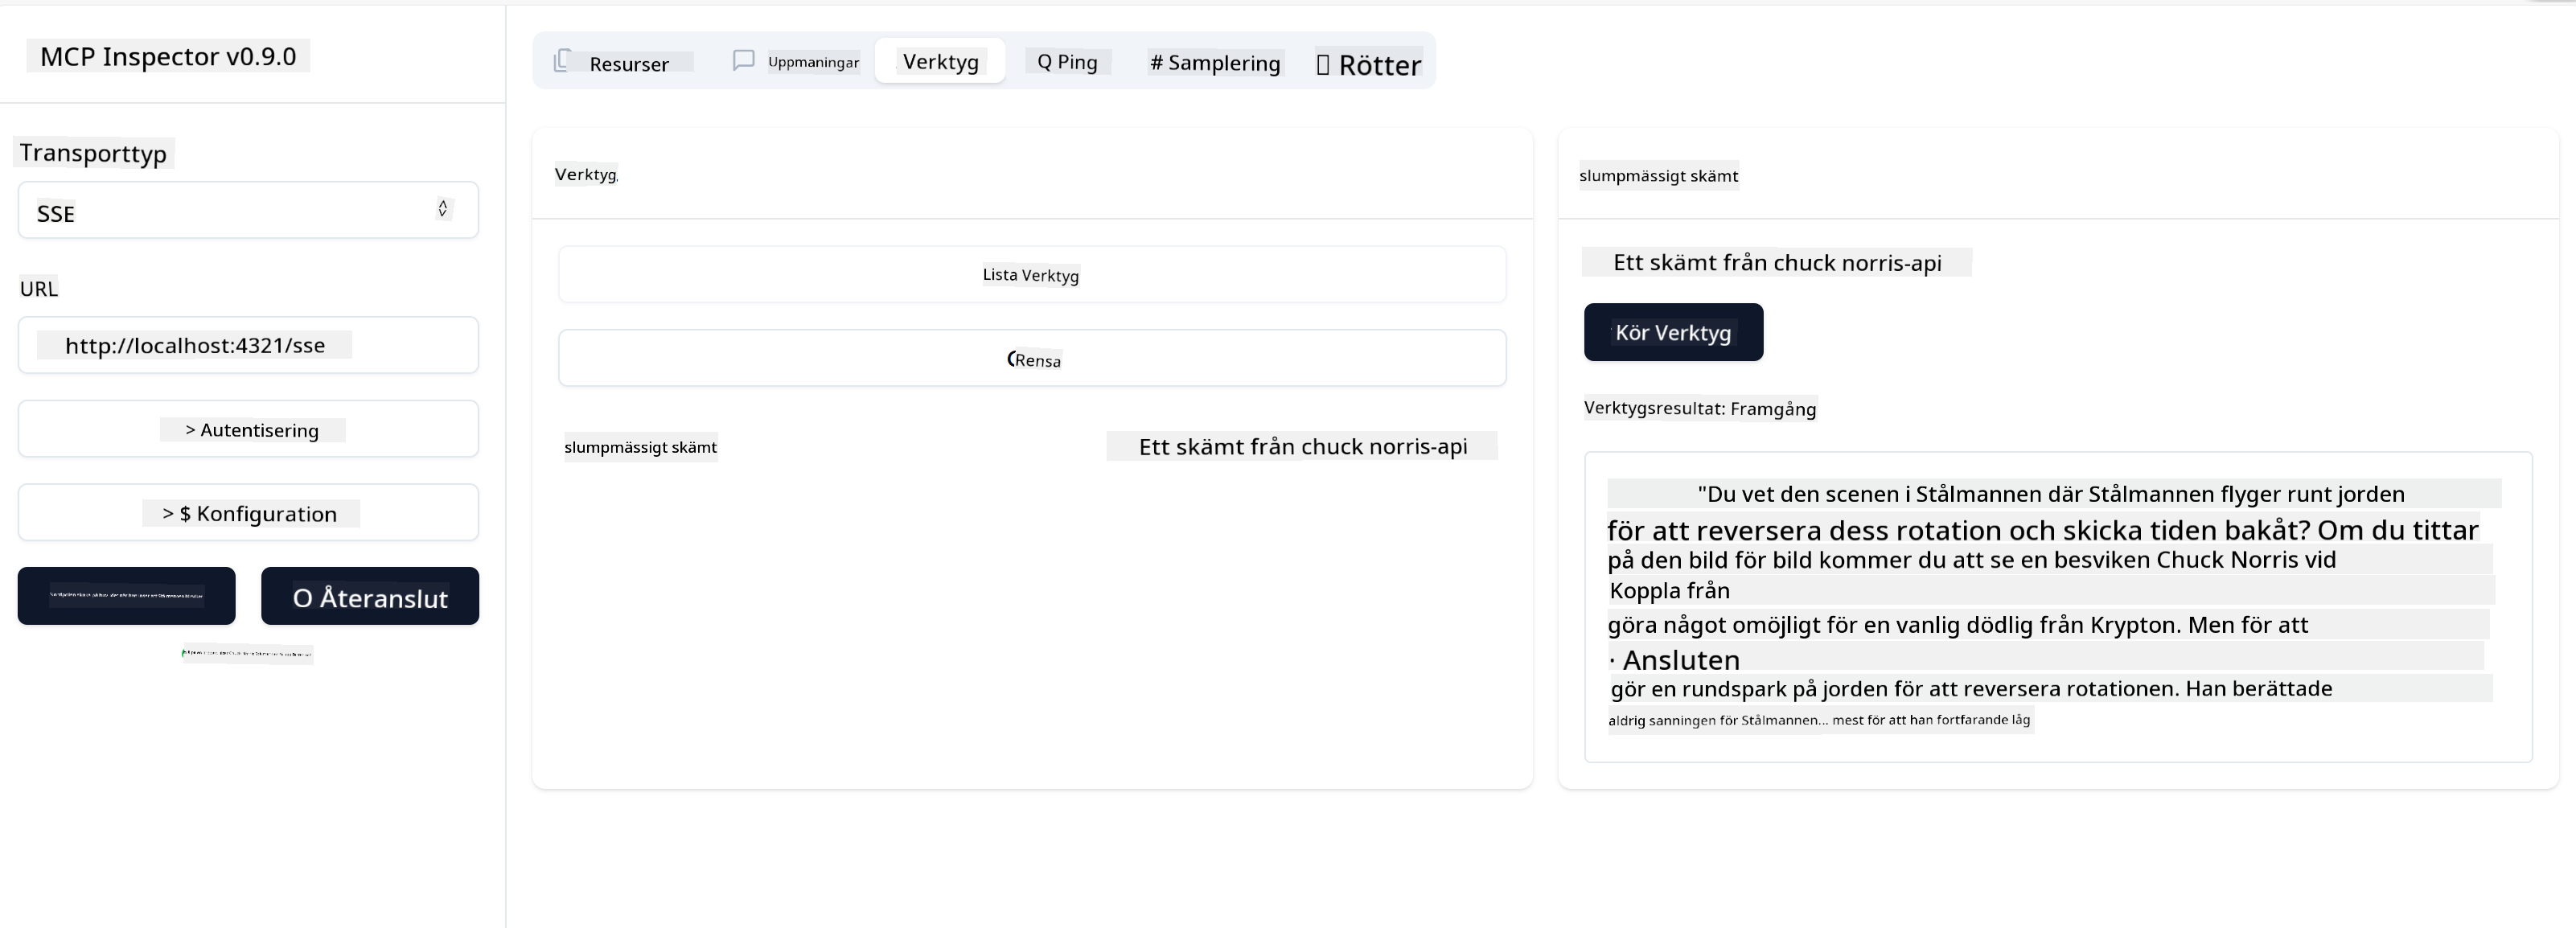 MCP Inspector v0.9.0
Transporttyp
SSE
URL
http://localhost:4321/sse
> Autentisering
> $ Konfiguration
O Återanslut
Resurser
Uppmaningar
Verktyg
Q Ping
# Samplering
Rötter
Verktyg
Lista Verktyg
Rensa
slumpmässigt skämt
Ett skämt från chuck norris-api
slumpmässigt skämt
Ett skämt från chuck norris-api
Kör Verktyg
Verktygsresultat: Framgång
"Du vet den scenen i Stålmannen där Stålmannen flyger runt jorden
för att reversera dess rotation och skicka tiden bakåt? Om du tittar
på den bild för bild kommer du att se en besviken Chuck Norris vid
Koppla från
göra något omöjligt för en vanlig dödlig från Krypton. Men för att
· Ansluten
gör en rundspark på jorden för att reversera rotationen. Han berättade
aldrig sanningen för Stålmannen... mest för att han fortfarande låg